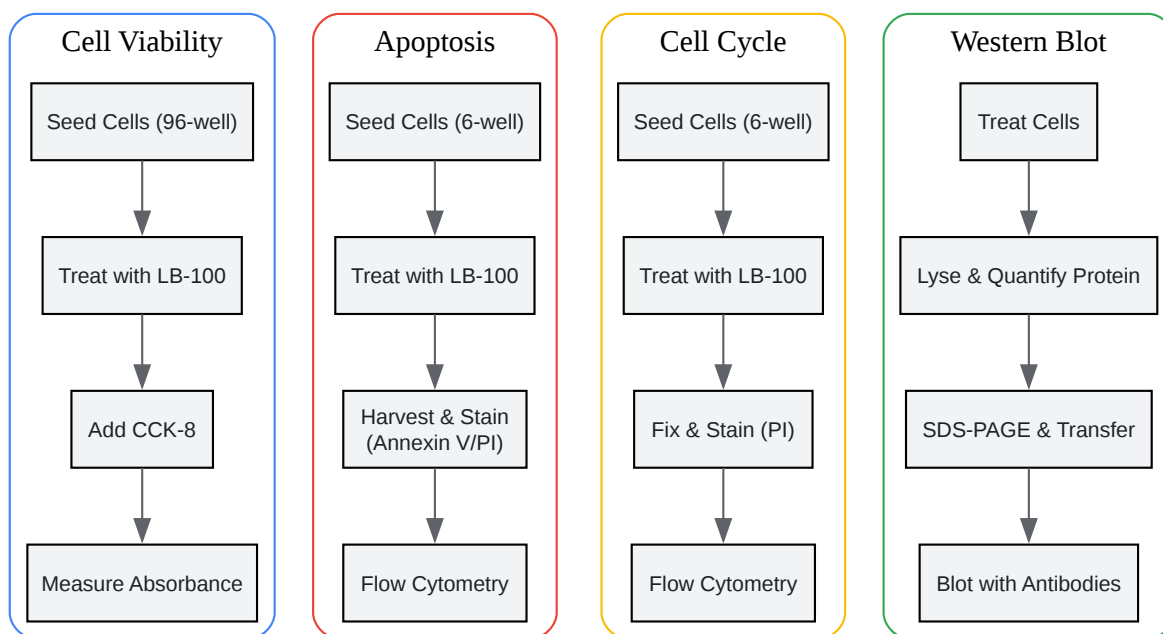 Cell Viability
Seed Cells (96-well)
Treat with LB-100
Add CCK-8
Measure Absorbance
Apoptosis
Seed Cells (6-well)
Treat with LB-100
Harvest & Stain
(Annexin V/PI)
Flow Cytometry
Cell Cycle
Seed Cells (6-well)
Treat with LB-100
Fix & Stain (PI)
Flow Cytometry
Western Blot
Treat Cells
Lyse & Quantify Protein
SDS-PAGE & Transfer
Blot with Antibodies